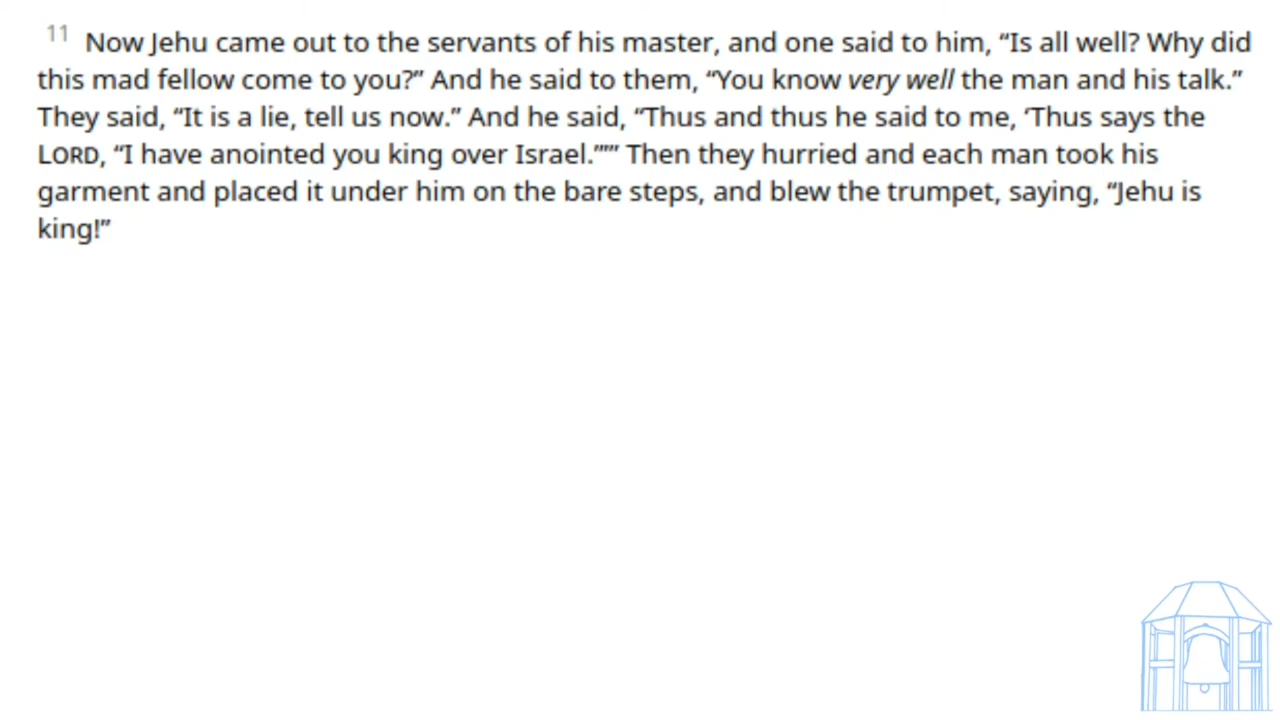 11 Now Jehu came out to the servants of his master, and one said to him, “Is all well? Why did
this mad fellow come to you?” And he said to them, “You know very well the man and his talk.”
They said, “It is a lie, tell us now.” And he said, “Thus and thus he said to me, ‘Thus says the
LORD, “I have anointed you king over Israel.”’” Then they hurried and each man took his
garment and placed it under him on the bare steps, and blew the trumpet, saying, “Jehu is
king!”